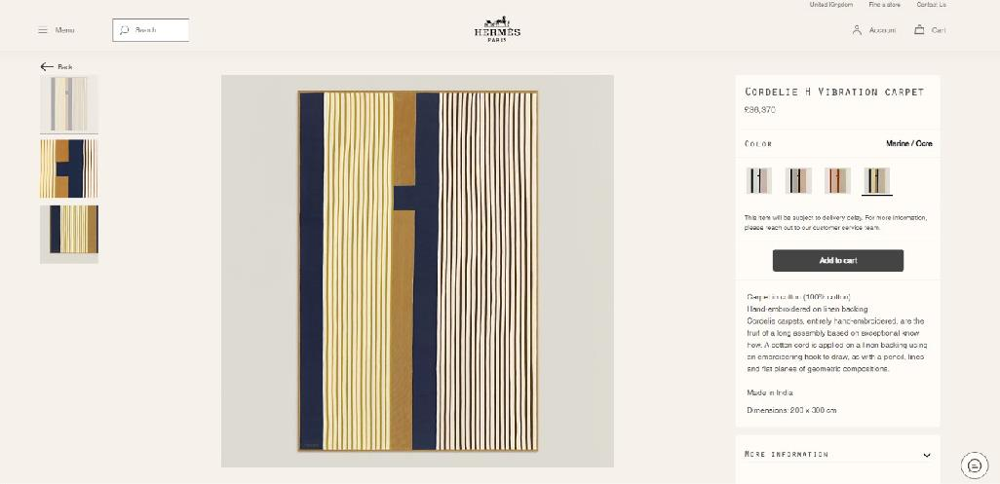 United Kingdom Find a store Contact Us
Menu Search HERMÈS Account Cart
PARIS
Back
Cordelie H Vibration carpet
£36,370
Color Marine / Ocre
This item will be subject to delivery delay. For more information,
please reach out to our customer service team.
Add to cart
Carpet in cotton (100% cotton)
Hand-embroidered on linen backing
Cordelie carpets, entirely hand-embroidered, are the
fruit of a long assembly based on exceptional know
how. A cotton cord is applied on a linen backing using
an embroidering hook to draw, as with a pencil, lines
and flat planes of geometric compositions.
Made in India
Dimensions: 200 x 300 cm
More information